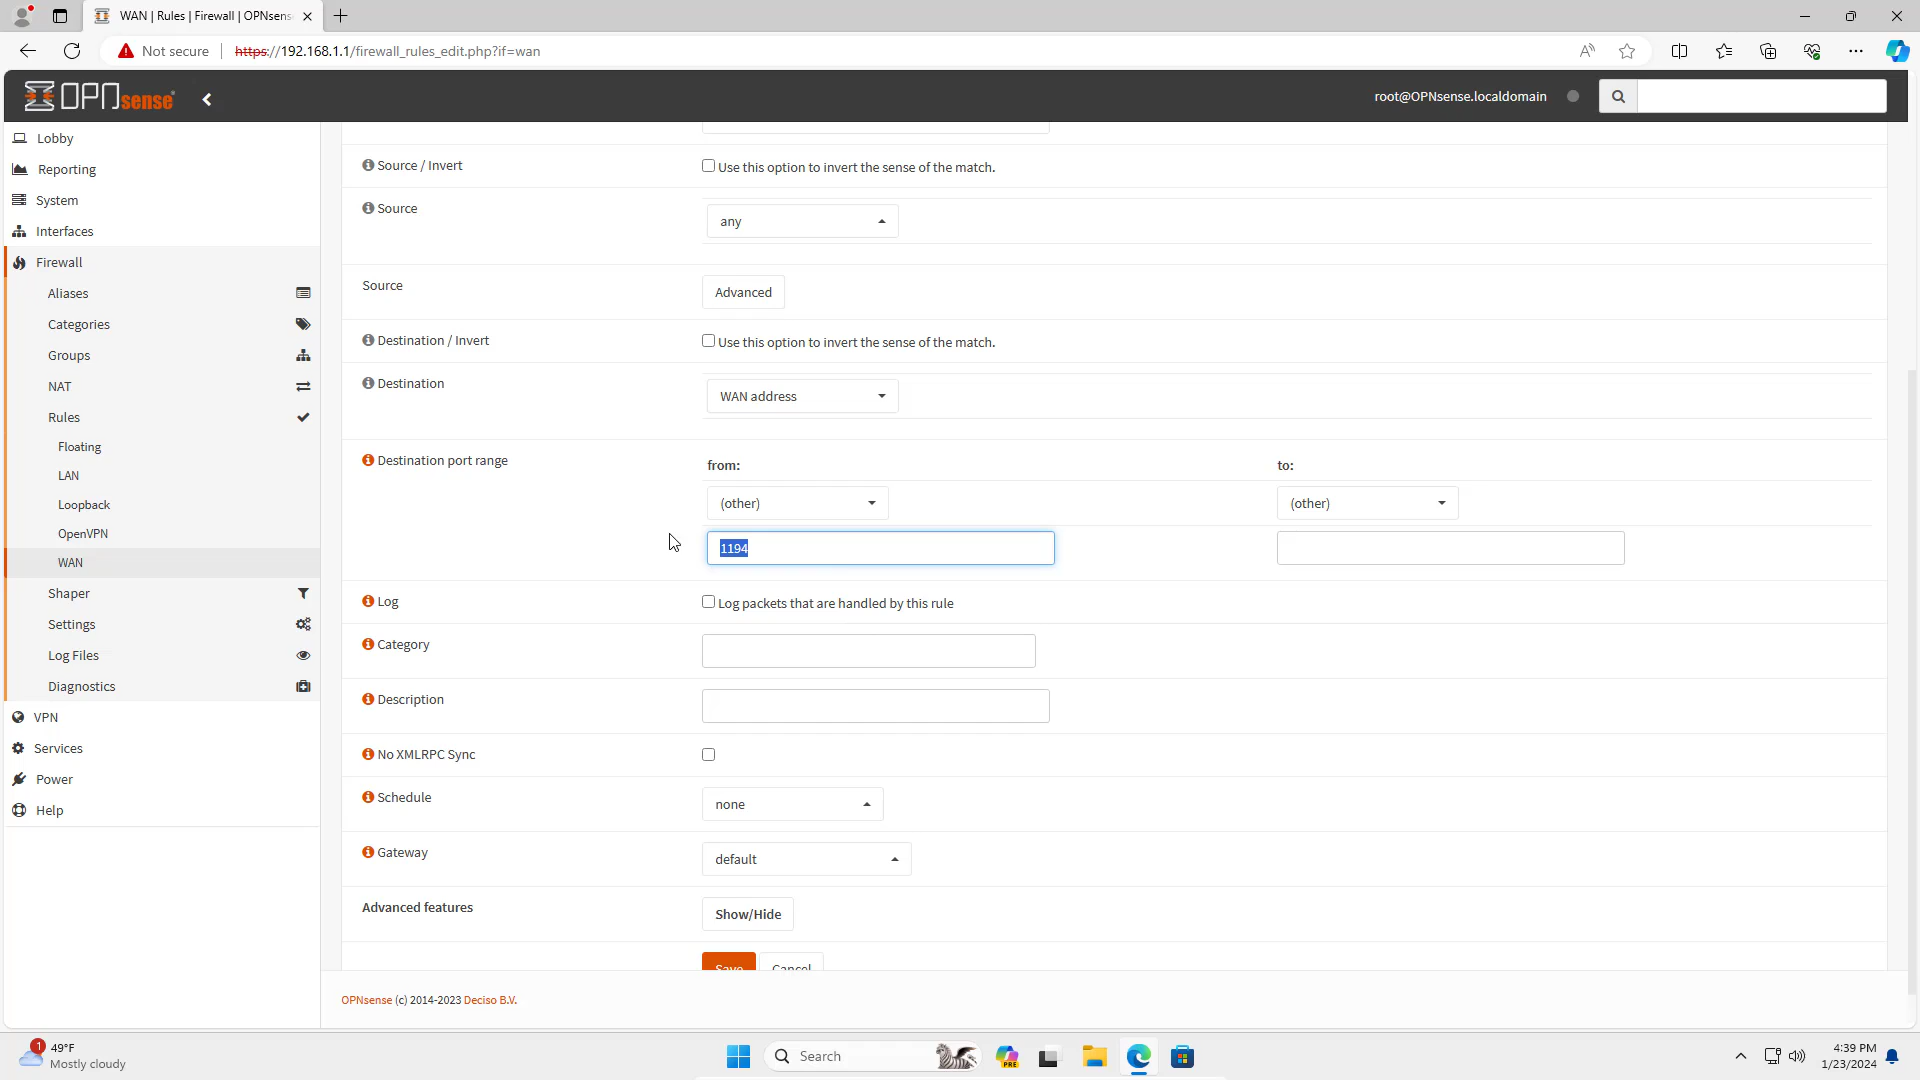 WAN | Rules | Firewall | OPNsens
Not secure
https://192.168.1.1/firewall_rules_edit.php?if=wan
OPNsense
root@OPNsense.localdomain
Lobby
Reporting
System
Interfaces
Firewall
Aliases
Categories
Groups
NAT
Rules
Floating
LAN
Loopback
OpenVPN
WAN
Shaper
Settings
Log Files
Diagnostics
VPN
Services
Power
Help
Source / Invert
Use this option to invert the sense of the match.
Source
any
Source
Advanced
Destination / Invert
Use this option to invert the sense of the match.
Destination
WAN address
Destination port range
from:
to:
(other)
(other)
1194
Log
Log packets that are handled by this rule
Category
Description
No XMLRPC Sync
Schedule
none
Gateway
default
Advanced features
Show/Hide
Save
Cancel
OPNsense (c) 2014-2023 Deciso B.V.
1
49°F
Mostly cloudy
Search
PRE
4:39 PM
1/23/2024